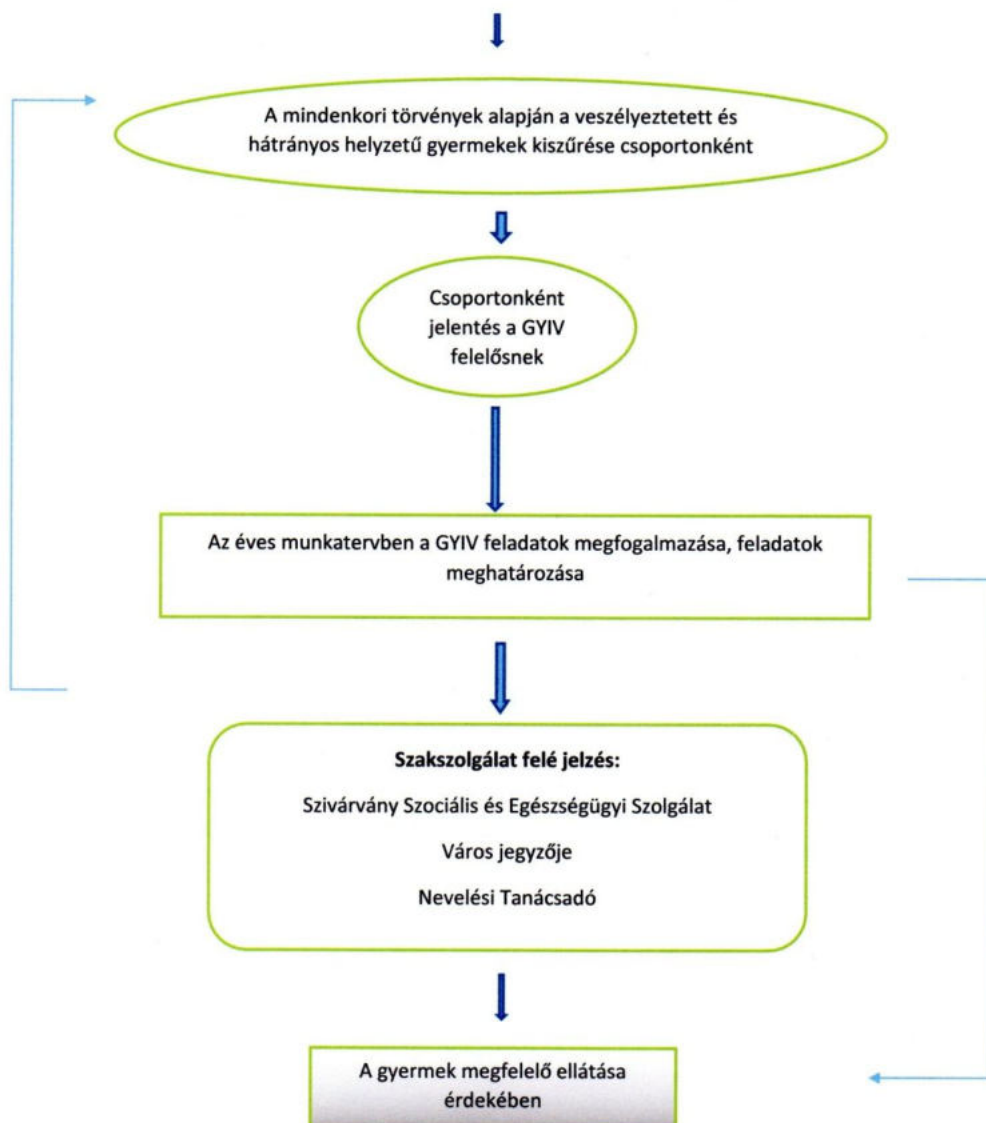 A mindenkori törvények alapján a veszélyeztetett és
hátrányos helyzetű gyermekek kiszűrése csoportonként
Csoportonként
jelentés a GYIV
felelősnek
Az éves munkatervben a GYIV feladatok megfogalmazása, feladatok
meghatározása
Szakszolgálat felé jelzés:
Szivárvány Szociális és Egészségügyi Szolgálat
Város jegyzője
Nevelési Tanácsadó
A gyermek megfelelő ellátása
érdekében